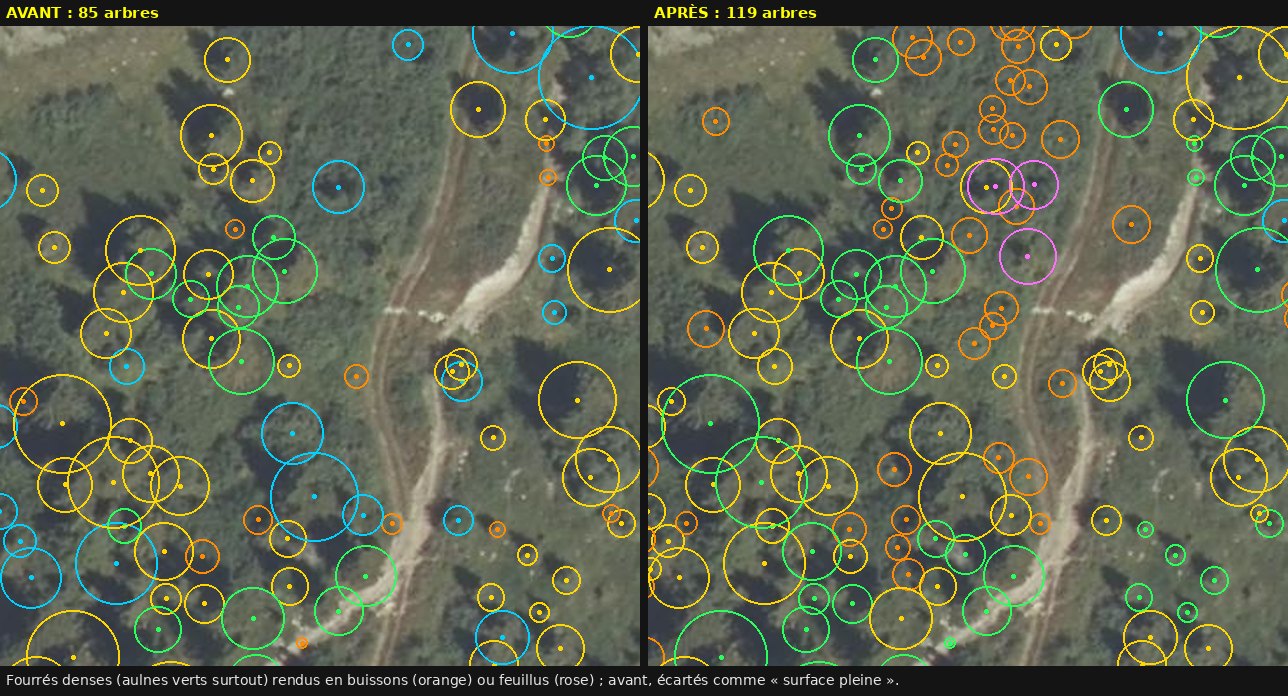 AVANT : 85 arbres
APRÈS : 119 arbres
Fourrés denses (aulnes verts surtout) rendus en buissons (orange) ou feuillus (rose) ; avant, écartés comme « surface pleine ».